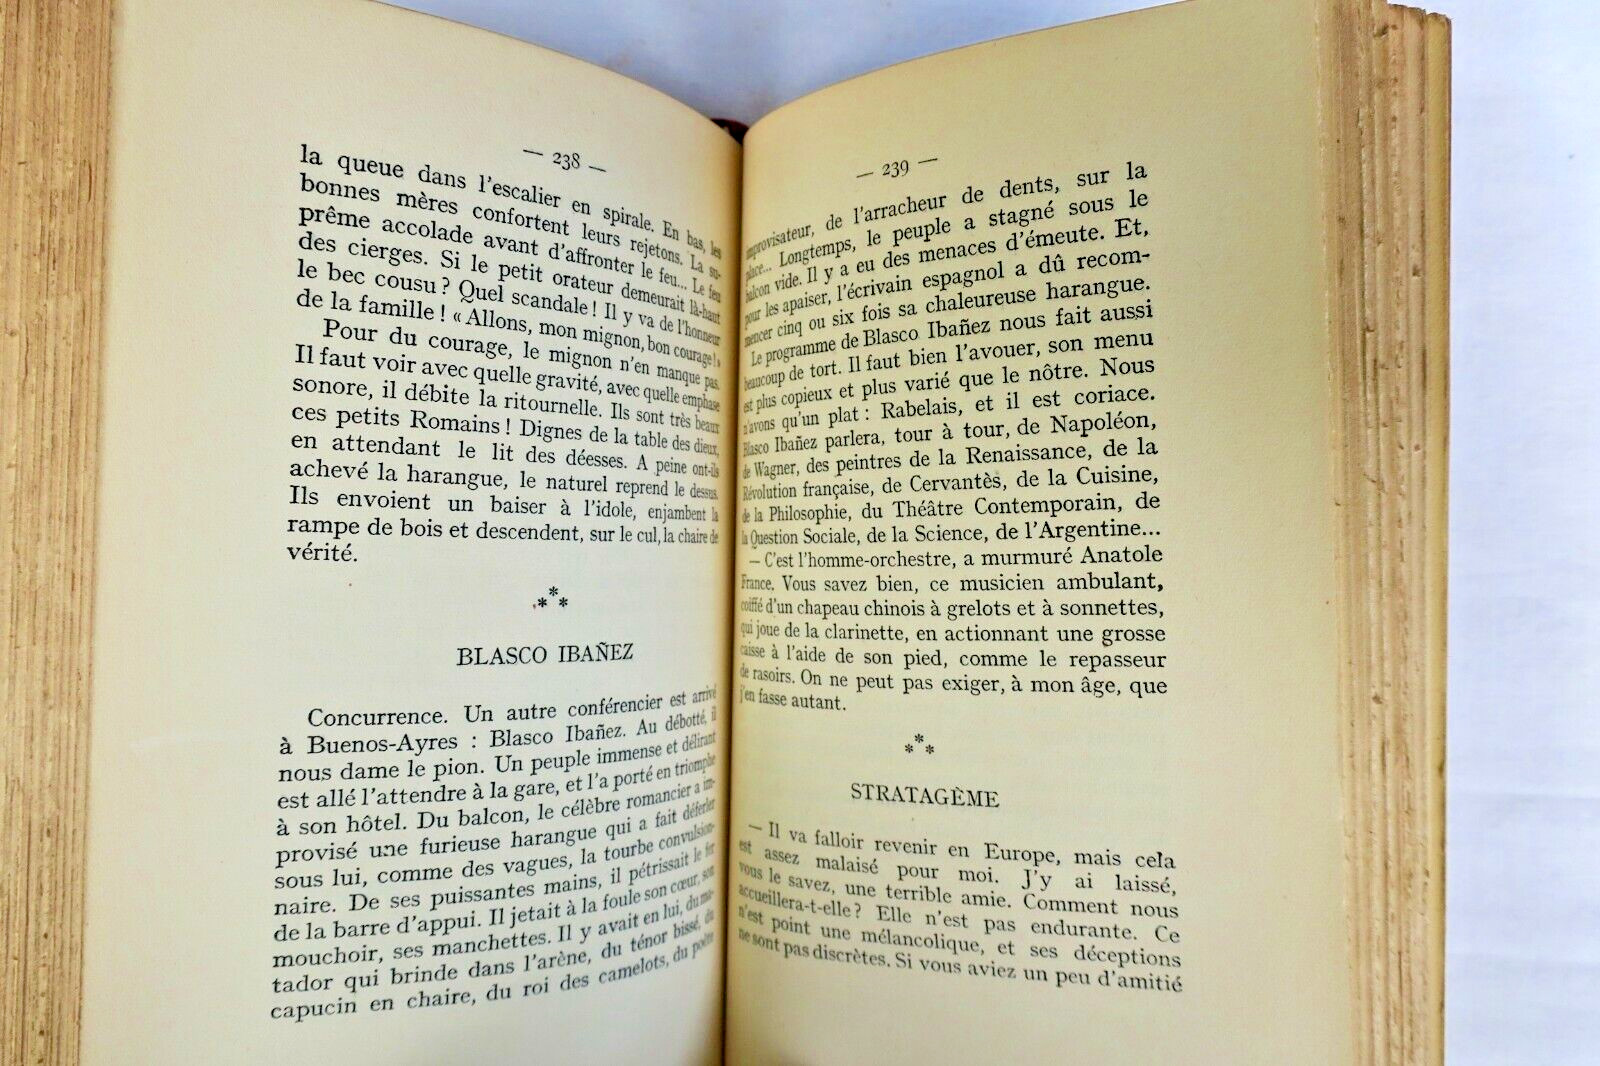 — 238 —
la queue dans l'escalier en spirale. En bas, les
bonnes mères confortent leurs rejetons. La su-
prême accolade avant d'affronter le feu... Le feu
des cierges. Si le petit orateur demeurait là-haut
le bec cousu ? Quel scandale ! Il y va de l'honneur
de la famille ! « Allons, mon mignon, bon courage ! »
Pour du courage, le mignon n'en manque pas.
Il faut voir avec quelle gravité, avec quelle emphase
sonore, il débite la ritournelle. Ils sont très beaux
ces petits Romains ! Dignes de la table des dieux,
en attendant le lit des déesses. A peine ont-ils
achevé la harangue, le naturel reprend le dessus.
Ils envoient un baiser à l'idole, enjambent la
rampe de bois et descendent, sur le cul, la chaire de
vérité.
***
BLASCO IBAÑEZ
Concurrence. Un autre conférencier est arrivé
à Buenos-Ayres : Blasco Ibañez. Au débotté, il
nous dame le pion. Un peuple immense et délirant
est allé l'attendre à la gare, et l'a porté en triomphe
à son hôtel. Du balcon, le célèbre romancier a im-
provisé une furieuse harangue qui a fait déferler
sous lui, comme des vagues, la tourbe convulsion-
naire. De ses puissantes mains, il pétrissait le fer
de la barre d'appui. Il jetait à la foule son cœur, son
mouchoir, ses manchettes. Il y avait en lui, du ma-
tador qui brinde dans l'arène, du ténor bissé, du
capucin en chaire, du roi des camelots, du poète
— 239 —
improvisateur, de l'arracheur de dents, sur la
place... Longtemps, le peuple a stagné sous le
balcon vide. Il y a eu des menaces d'émeute. Et,
pour les apaiser, l'écrivain espagnol a dû recom-
mencer cinq ou six fois sa chaleureuse harangue.
Le programme de Blasco Ibañez nous fait aussi
beaucoup de tort. Il faut bien l'avouer, son menu
est plus copieux et plus varié que le nôtre. Nous
n'avons qu'un plat : Rabelais, et il est coriace.
Blasco Ibañez parlera, tour à tour, de Napoléon,
de Wagner, des peintres de la Renaissance, de la
Révolution française, de Cervantès, de la Cuisine,
de la Philosophie, du Théâtre Contemporain, de
la Question Sociale, de la Science, de l'Argentine...
— C'est l'homme-orchestre, a murmuré Anatole
France. Vous savez bien, ce musicien ambulant,
coiffé d'un chapeau chinois à grelots et à sonnettes,
qui joue de la clarinette, en actionnant une grosse
caisse à l'aide de son pied, comme le repasseur
de rasoirs. On ne peut pas exiger, à mon âge, que
j'en fasse autant.
***
STRATAGÈME
— Il va falloir revenir en Europe, mais cela
est assez malaisé pour moi. J'y ai laissé,
vous le savez, une terrible amie. Comment nous
accueillera-t-elle ? Elle n'est pas endurante. Ce
n'est point une mélancolique, et ses déceptions
ne sont pas discrètes. Si vous aviez un peu d'amitié